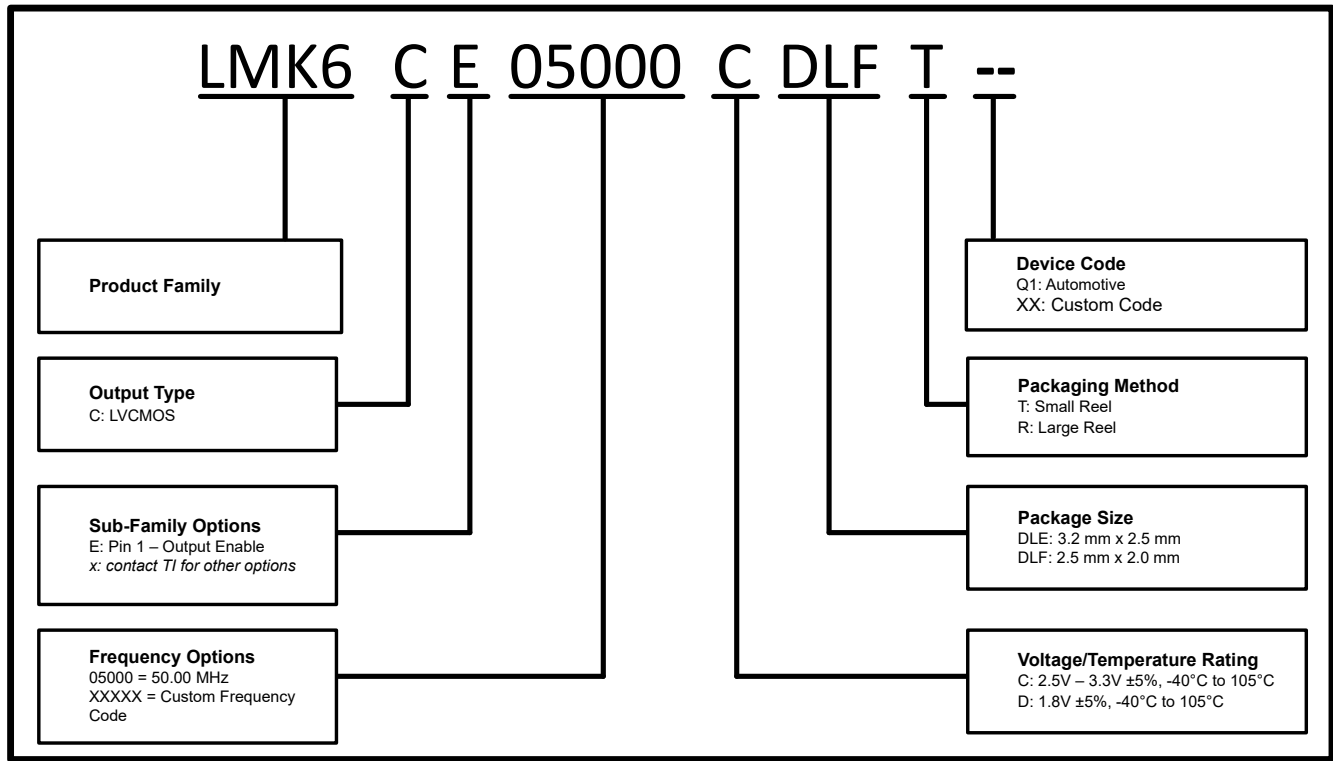 LMK6 C E 05000 C DLF T --
Product Family
Output Type
C: LVCMOS
Sub-Family Options
E: Pin 1 – Output Enable
x: contact TI for other options
Frequency Options
05000 = 50.00 MHz
XXXXX = Custom Frequency
Code
Device Code
Q1: Automotive
XX: Custom Code
Packaging Method
T: Small Reel
R: Large Reel
Package Size
DLE: 3.2 mm x 2.5 mm
DLF: 2.5 mm x 2.0 mm
Voltage/Temperature Rating
C: 2.5V – 3.3V ±5%, -40°C to 105°C
D: 1.8V ±5%, -40°C to 105°C